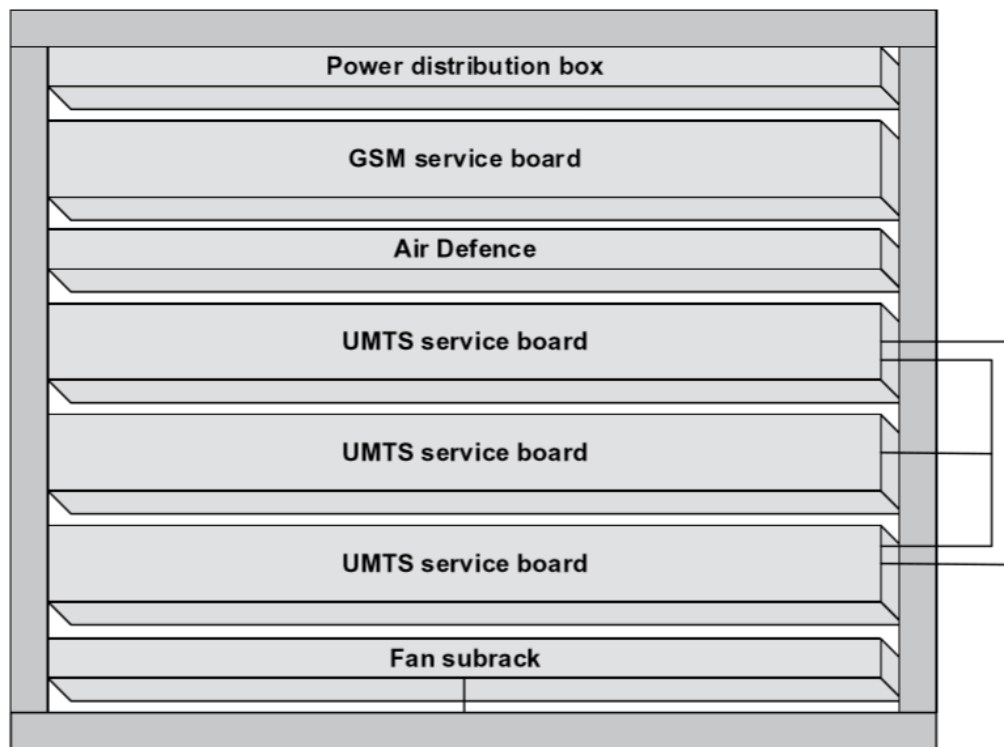 Power distribution box
GSM service board
Air Defence
UMTS service board
UMTS service board
UMTS service board
Fan subrack